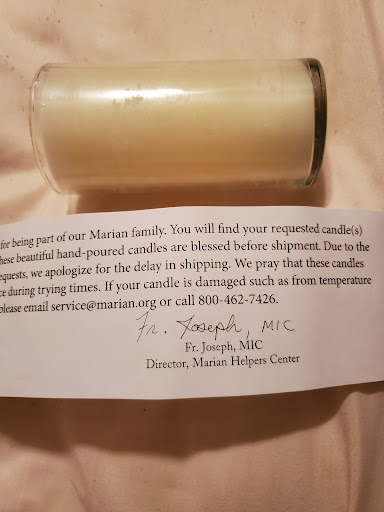 for being part of our Marian family. You will find your requested candle(s)
hese beautiful hand-poured candles are blessed before shipment. Due to the
equests, we apologize for the delay in shipping. We pray that these candles
ce during trying times. If your candle is damaged such as from temperature
please email service@marian.org or call 800-462-7426.
Fr. Joseph, MIC
Fr. Joseph, MIC
Director, Marian Helpers Center